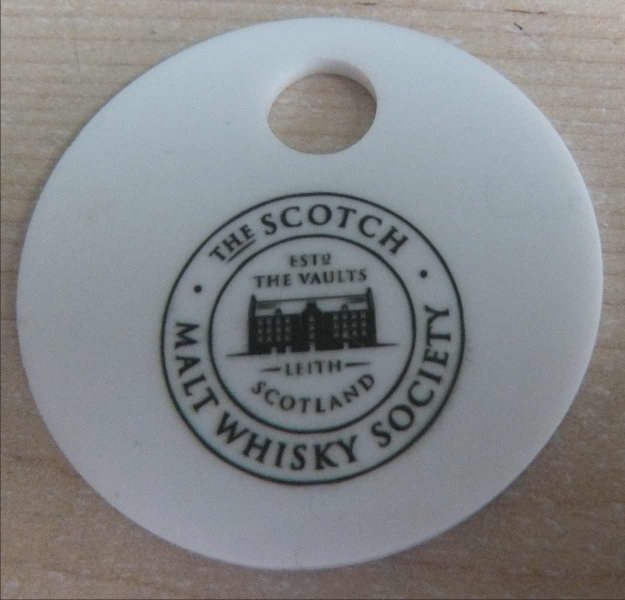 THE SCOTCH
MALT WHISKY SOCIETY
ESTD
THE VAULTS
LEITH
SCOTLAND